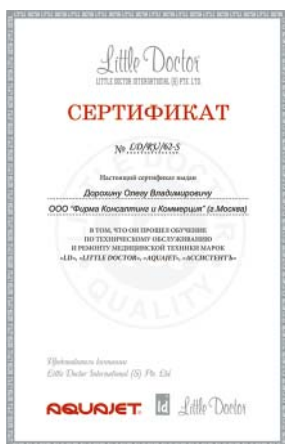 Little Doctor
LITTLE DOCTOR INTERNATIONAL (S) PTE. LTD.
СЕРТИФИКАТ
№ LD/RU/62-S
Настоящий сертификат выдан
Дорохину Олегу Владимировичу
ООО "Фирма Консалтинг и Коммерция" (г.Москва)
В ТОМ, ЧТО ОН ПРОШЕЛ ОБУЧЕНИЕ
ПО ТЕХНИЧЕСКОМУ ОБСЛУЖИВАНИЮ
И РЕМОНТУ МЕДИЦИНСКОЙ ТЕХНИКИ МАРОК
«LD», «LITTLE DOCTOR», «AQUAJET», «АССИСТЕНТЪ»
QUALITY
Представитель компании
Little Doctor International (S) Pte. Ltd
AQUAJET. ld Little Doctor